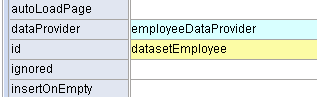 autoLoadPage
dataProvider employeeDataProvider
id datasetEmployee
ignored
insertOnEmpty